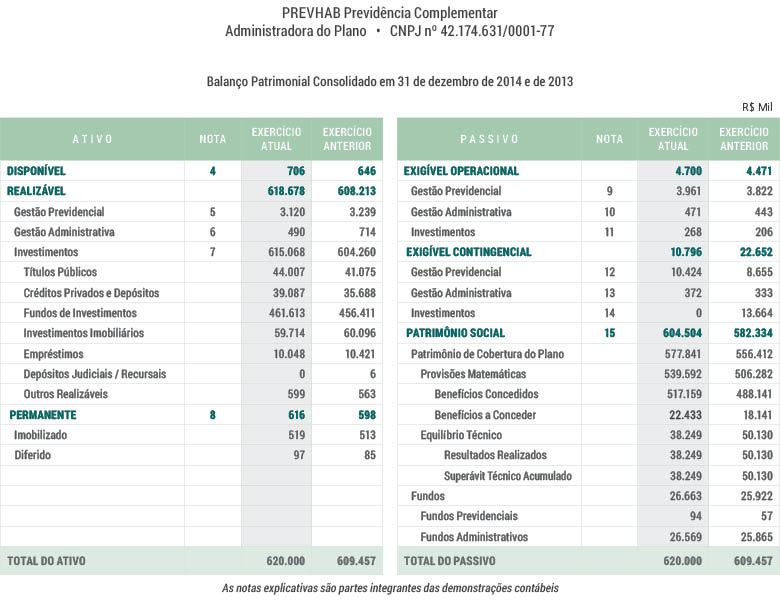 PREVHAB Previdência Complementar
Administradora do Plano • CNPJ nº 42.174.631/0001-77
Balanço Patrimonial Consolidado em 31 de dezembro de 2014 e de 2013
R$ Mil
ATIVO NOTA EXERCÍCIO ATUAL EXERCÍCIO ANTERIOR
DISPONÍVEL 4 706 646
REALIZÁVEL 618.678 608.213
Gestão Previdencial 5 3.120 3.239
Gestão Administrativa 6 490 714
Investimentos 7 615.068 604.260
Títulos Públicos 44.007 41.075
Créditos Privados e Depósitos 39.087 35.688
Fundos de Investimentos 461.613 456.411
Investimentos Imobiliários 59.714 60.096
Empréstimos 10.048 10.421
Depósitos Judiciais / Recursais 0 6
Outros Realizáveis 599 563
PERMANENTE 8 616 598
Imobilizado 519 513
Diferido 97 85
TOTAL DO ATIVO 620.000 609.457
PASSIVO NOTA EXERCÍCIO ATUAL EXERCÍCIO ANTERIOR
EXIGÍVEL OPERACIONAL 4.700 4.471
Gestão Previdencial 9 3.961 3.822
Gestão Administrativa 10 471 443
Investimentos 11 268 206
EXIGÍVEL CONTINGENCIAL 10.796 22.652
Gestão Previdencial 12 10.424 8.655
Gestão Administrativa 13 372 333
Investimentos 14 0 13.664
PATRIMÔNIO SOCIAL 15 604.504 582.334
Patrimônio de Cobertura do Plano 577.841 556.412
Provisões Matemáticas 539.592 506.282
Benefícios Concedidos 517.159 488.141
Benefícios a Conceder 22.433 18.141
Equilíbrio Técnico 38.249 50.130
Resultados Realizados 38.249 50.130
Superávit Técnico Acumulado 38.249 50.130
Fundos 26.663 25.922
Fundos Previdenciais 94 57
Fundos Administrativos 26.569 25.865
TOTAL DO PASSIVO 620.000 609.457
As notas explicativas são partes integrantes das demonstrações contábeis